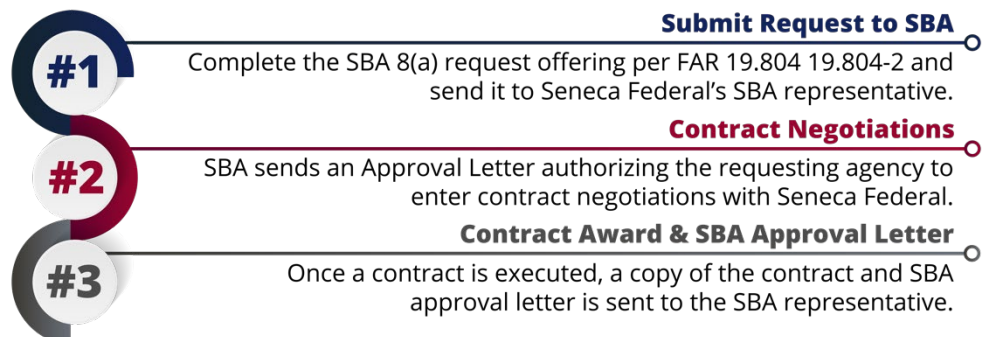 #1
Submit Request to SBA
Complete the SBA 8(a) request offering per FAR 19.804 19.804-2 and
send it to Seneca Federal’s SBA representative.
#2
Contract Negotiations
SBA sends an Approval Letter authorizing the requesting agency to
enter contract negotiations with Seneca Federal.
#3
Contract Award & SBA Approval Letter
Once a contract is executed, a copy of the contract and SBA
approval letter is sent to the SBA representative.